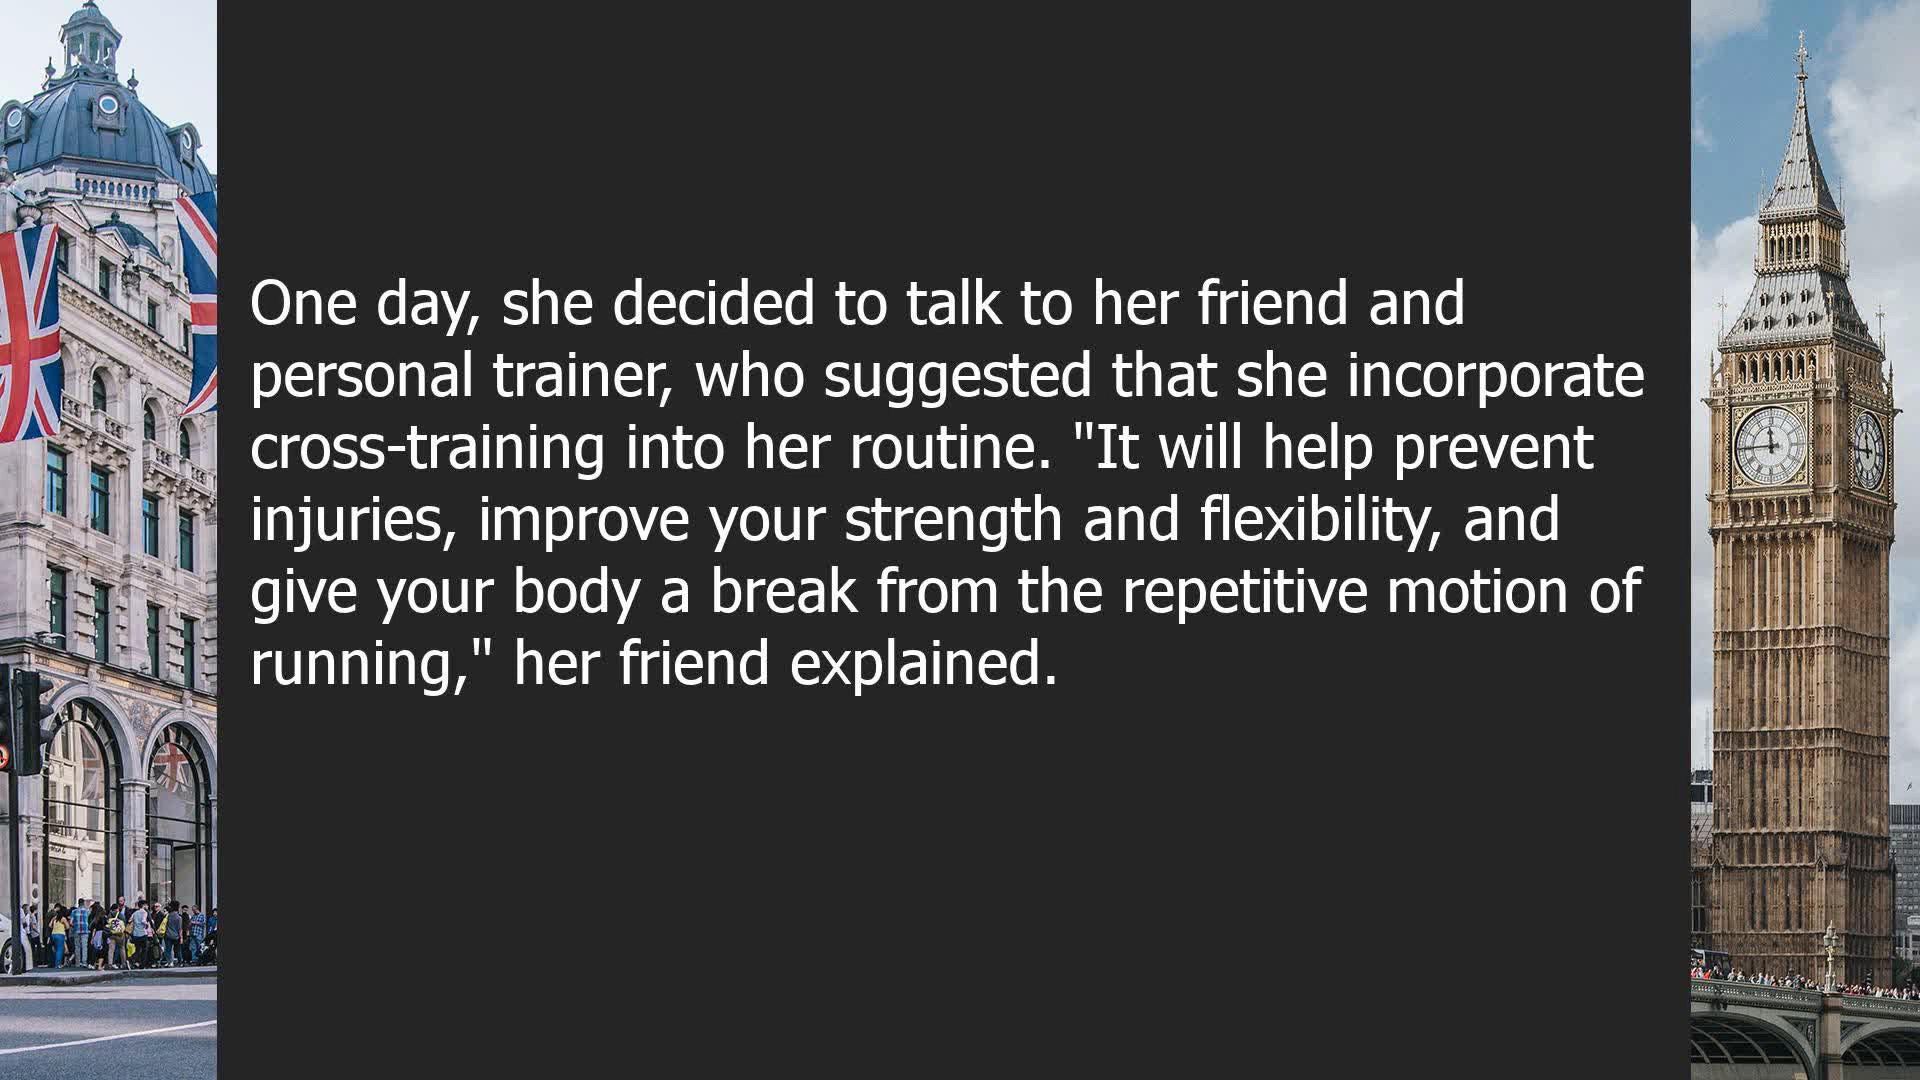 One day, she decided to talk to her friend and
personal trainer, who suggested that she incorporate
cross-training into her routine. "It will help prevent
injuries, improve your strength and flexibility, and
give your body a break from the repetitive motion of
running," her friend explained.